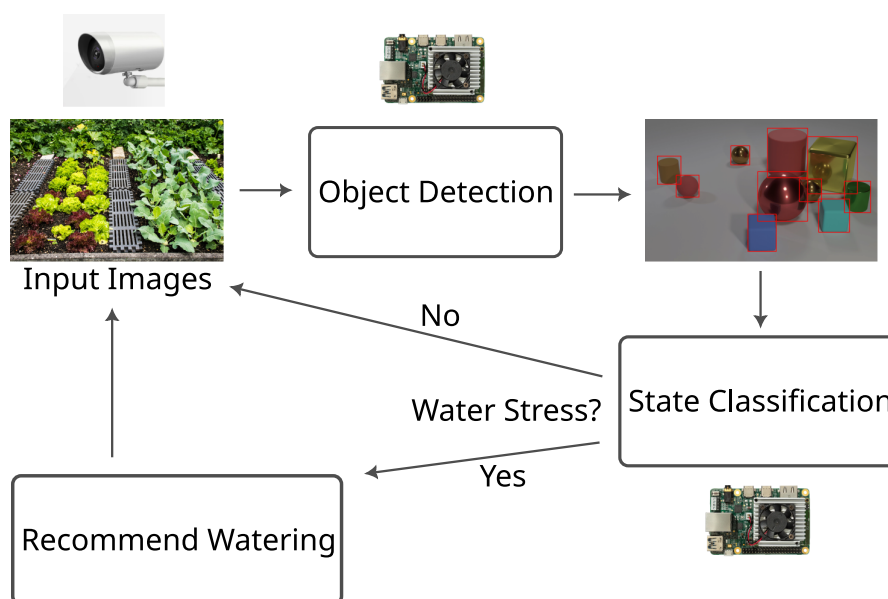 Object Detection
Input Images
No
State Classification
Water Stress?
Yes
Recommend Watering